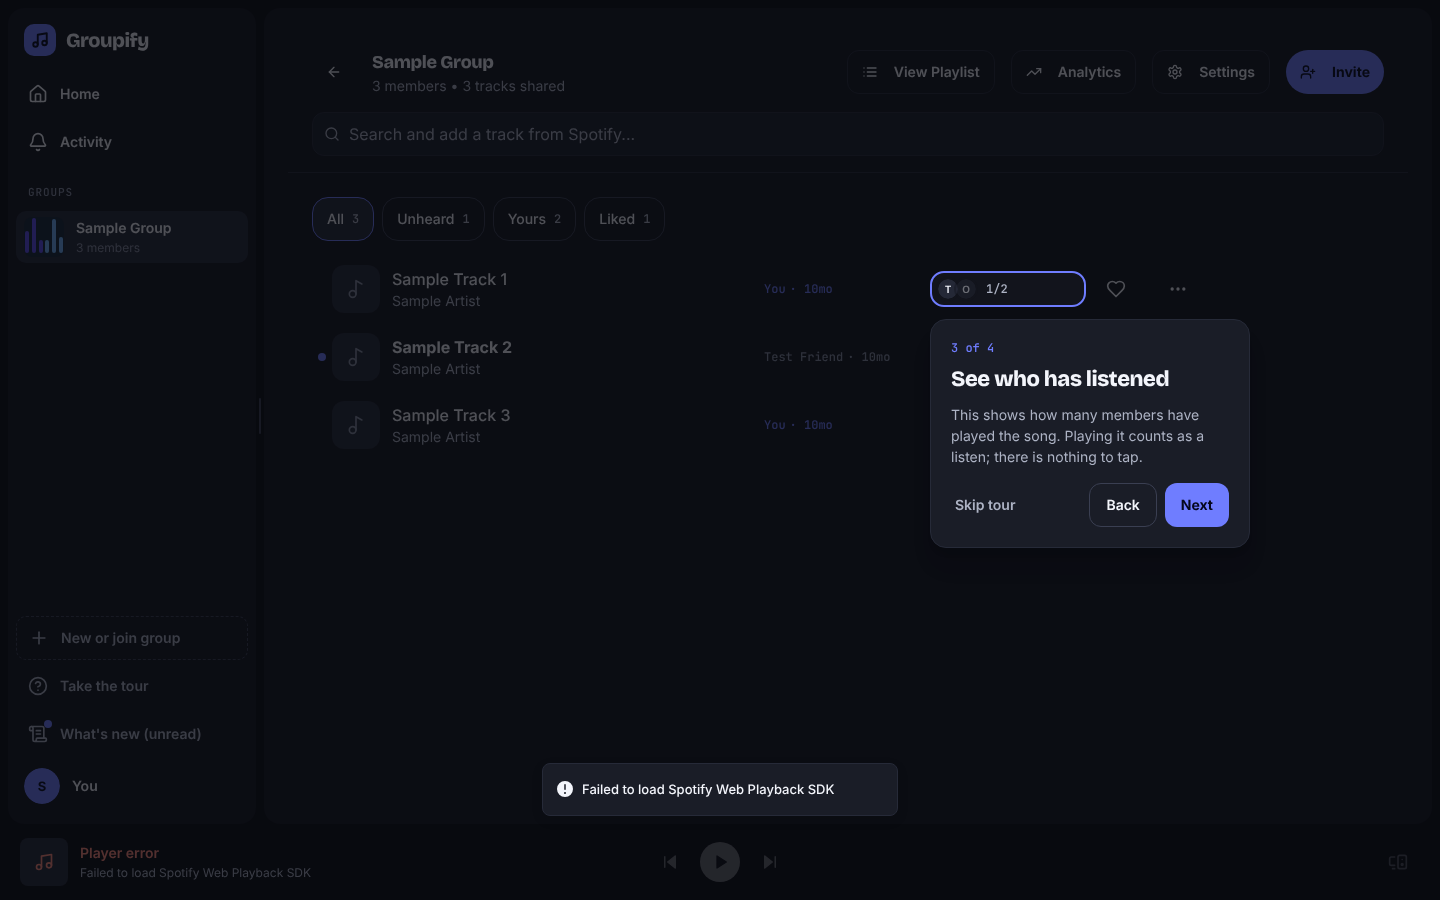 Groupify
Home
Activity
GROUPS
Sample Group
3 members
New or join group
Take the tour
What's new (unread)
S
You
Sample Group
3 members • 3 tracks shared
View Playlist
Analytics
Settings
Invite
Search and add a track from Spotify...
All 3
Unheard 1
Yours 2
Liked 1
Sample Track 1
Sample Artist
You · 10mo
T O 1/2
Sample Track 2
Sample Artist
Test Friend · 10mo
Sample Track 3
Sample Artist
You · 10mo
3 of 4
See who has listened
This shows how many members have
played the song. Playing it counts as a
listen; there is nothing to tap.
Skip tour
Back
Next
Failed to load Spotify Web Playback SDK
Player error
Failed to load Spotify Web Playback SDK